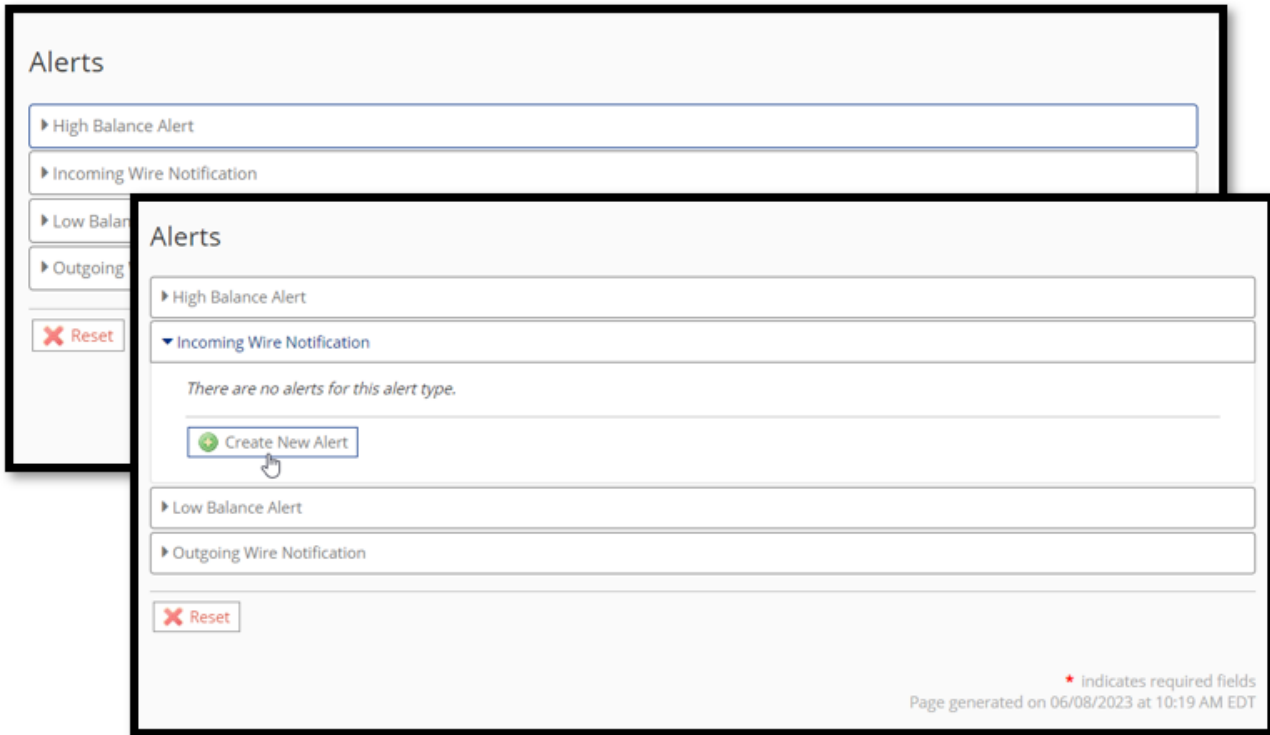 Alerts
High Balance Alert
Incoming Wire Notification
Low Balan
Outgoing
Reset
Alerts
High Balance Alert
Incoming Wire Notification
There are no alerts for this alert type.
Create New Alert
Low Balance Alert
Outgoing Wire Notification
Reset
* indicates required fields
Page generated on 06/08/2023 at 10:19 AM EDT